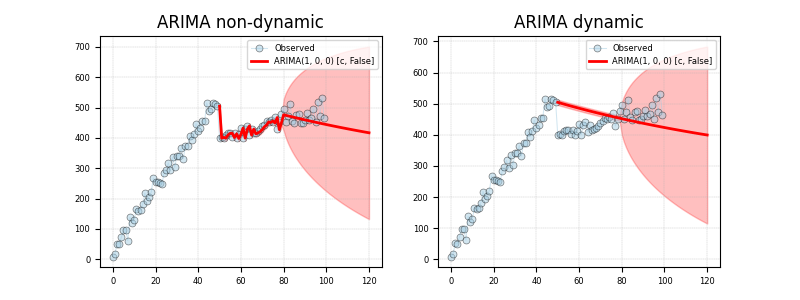 ARIMA non-dynamic
ARIMA dynamic
Observed
ARIMA(1, 0, 0) [c, False]
700
600
500
400
300
200
100
0
0 20 40 60 80 100 120
Observed
ARIMA(1, 0, 0) [c, False]
700
600
500
400
300
200
100
0
0 20 40 60 80 100 120